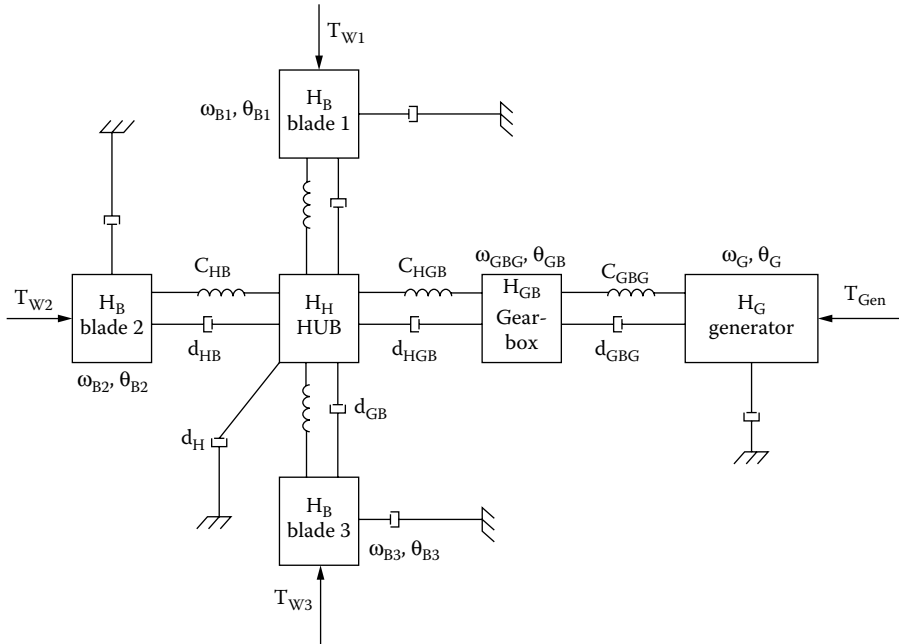 T_W1
H_B
blade 1
ω_B1, θ_B1
C_HB
C_HGB
ω_GBG, θ_GB
C_GBG
ω_G, θ_G
T_W2
H_B
blade 2
H_H
HUB
H_GB
Gear-
box
H_G
generator
T_Gen
d_HB
d_HGB
d_GBG
ω_B2, θ_B2
d_GB
d_H
H_B
blade 3
ω_B3, θ_B3
T_W3